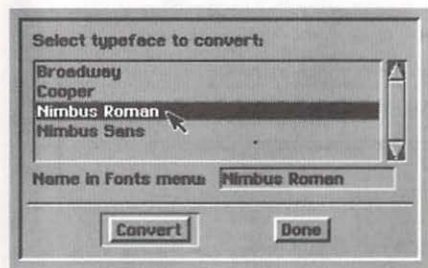 Select typeface to convert:
Broadway
Cooper
Nimbus Roman
Nimbus Sans
Name in Fonts menu: Nimbus Roman
Convert Done